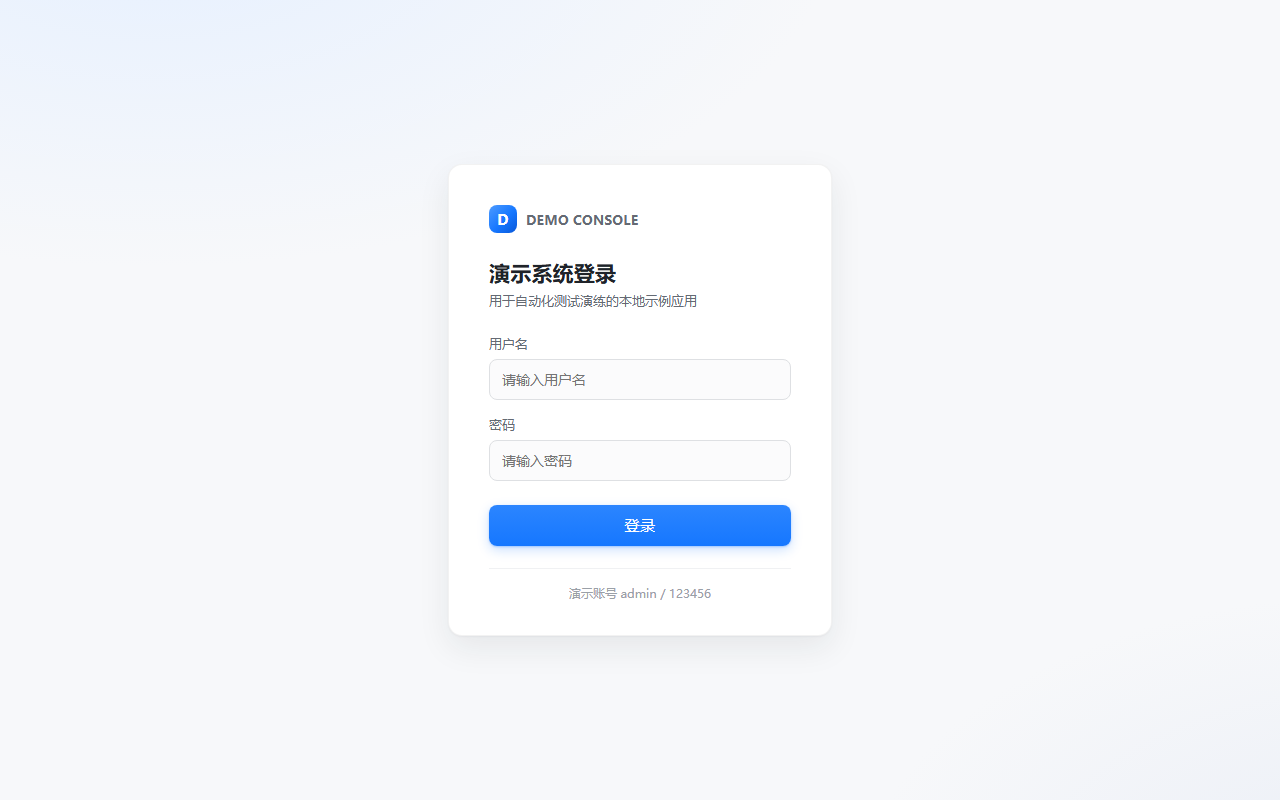 D DEMO CONSOLE
演示系统登录
用于自动化测试演练的本地示例应用
用户名
请输入用户名
密码
请输入密码
登录
演示账号 admin / 123456